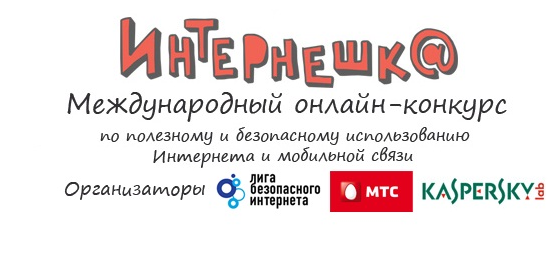 ИНТЕРНЕШК@
Международный онлайн-конкурс
по полезному и безопасному использованию
Интернета и мобильной связи
Организаторы лига безопасного интернета МТС KASPERSKY lab